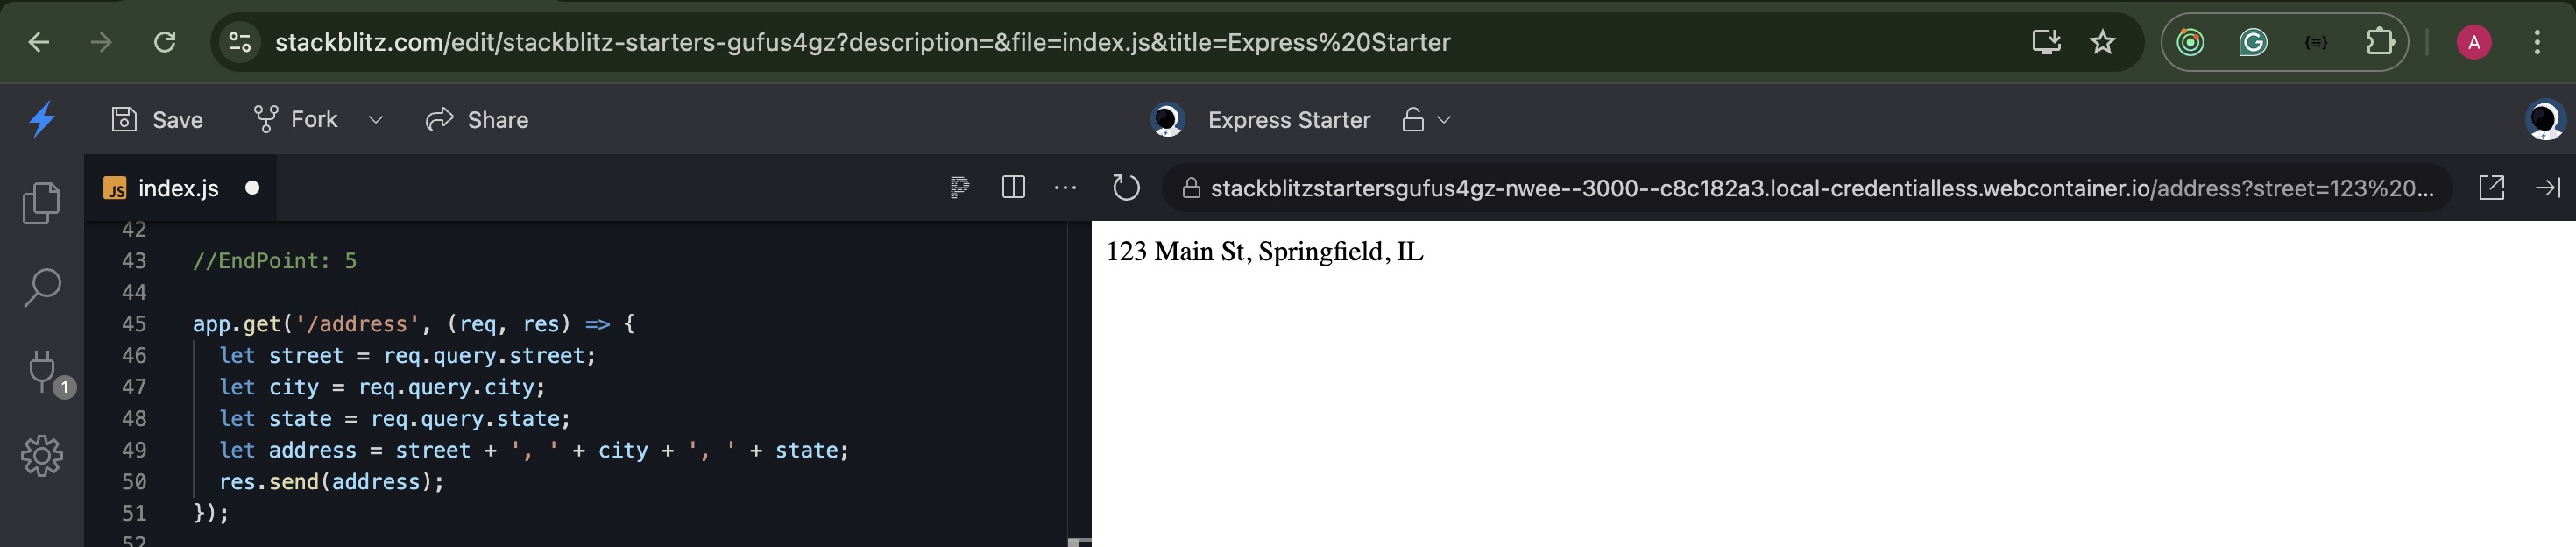 stackblitz.com/edit/stackblitz-starters-gufus4gz?description=&file=index.js&title=Express%20Starter
G
{≡}
A
Save
Fork
Share
Express Starter
JS index.js
stackblitzstartersgufus4gz-nwee--3000--c8c182a3.local-credentialless.webcontainer.io/address?street=123%20...
42
43 //EndPoint: 5
44
45 app.get('/address', (req, res) => {
46 let street = req.query.street;
47 let city = req.query.city;
48 let state = req.query.state;
49 let address = street + ', ' + city + ', ' + state;
50 res.send(address);
51 });
52
1
123 Main St, Springfield, IL